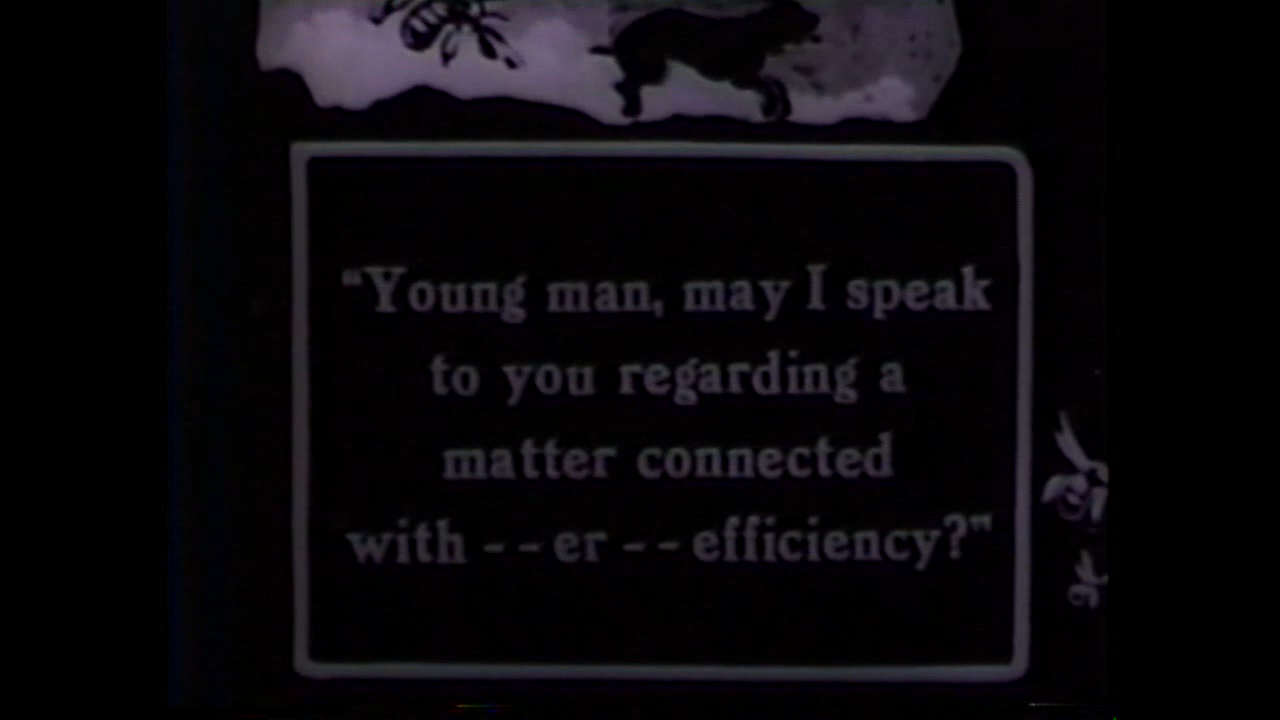 "Young man, may I speak
to you regarding a
matter connected
with -- er -- efficiency?"